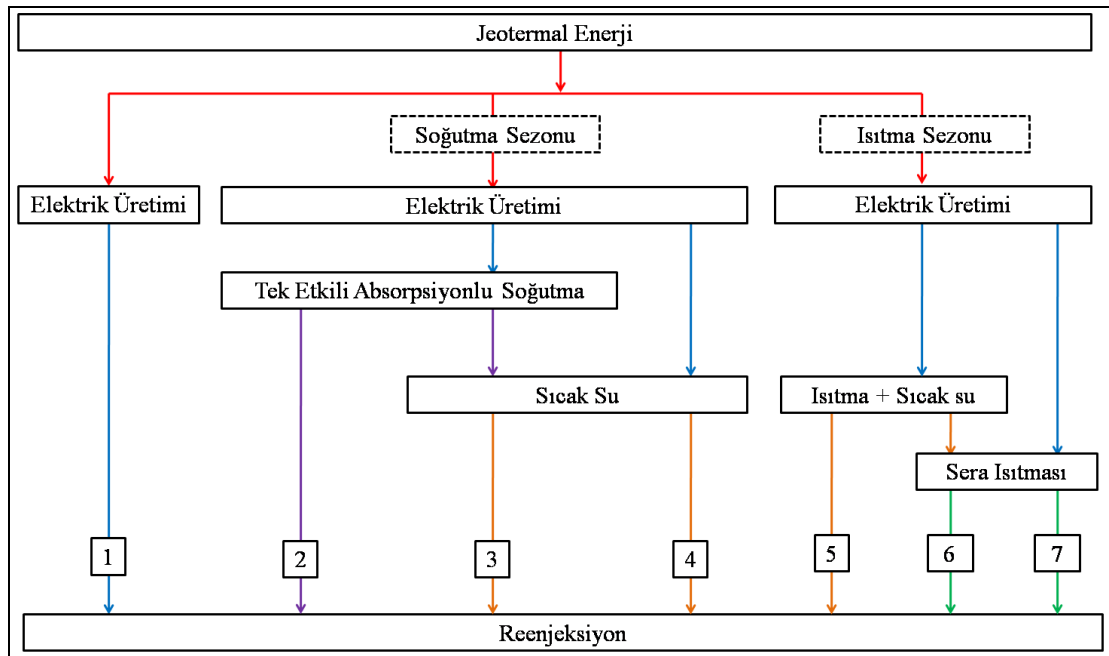 Jeotermal Enerji
Soğutma Sezonu
Isıtma Sezonu
Elektrik Üretimi
Elektrik Üretimi
Elektrik Üretimi
Tek Etkili Absorpsiyonlu Soğutma
Sıcak Su
Isıtma + Sıcak su
Sera Isıtması
1
2
3
4
5
6
7
Reenjeksiyon